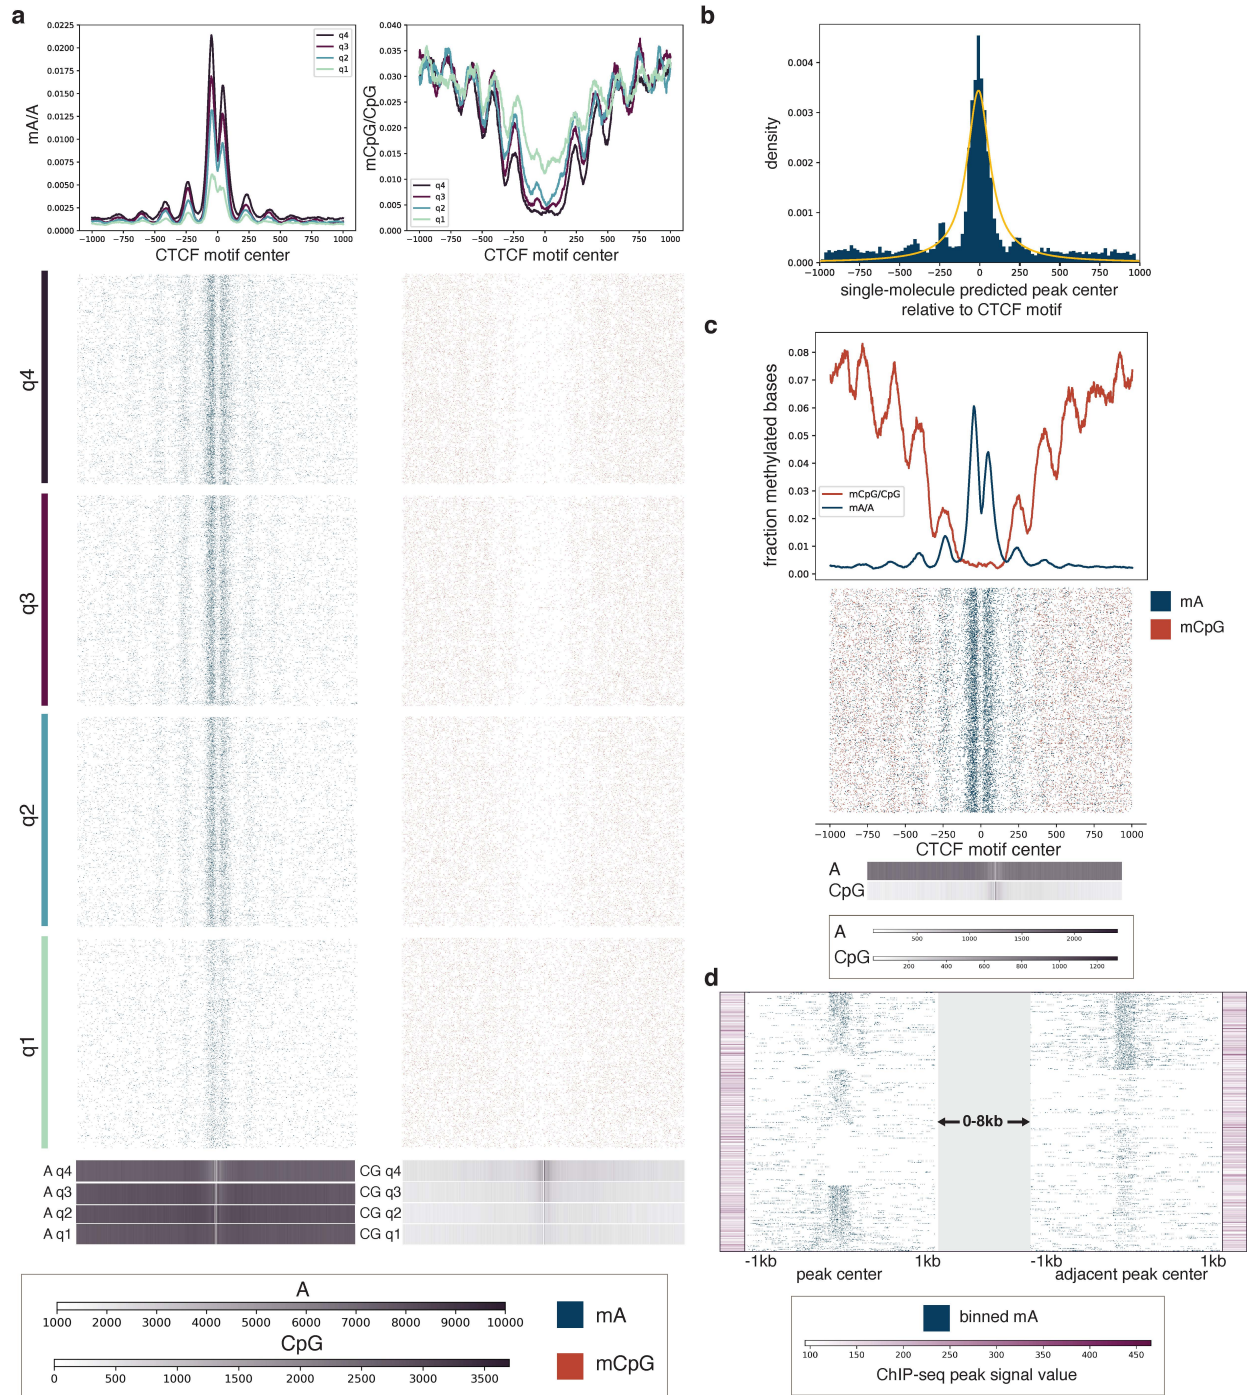 a
0.0225
0.0200
0.0175
0.0150
0.0125
0.0100
0.0075
0.0050
0.0025
0.0000
mA/A
q4
q3
q2
q1
−1000 −750 −500 −250 0 250 500 750 1000
CTCF motif center
0.040
0.035
0.030
0.025
0.020
0.015
0.010
0.005
0.000
mCpG/CpG
q4
q3
q2
q1
−1000 −750 −500 −250 0 250 500 750 1000
CTCF motif center
q4
q3
q2
q1
A q4
A q3
A q2
A q1
CG q4
CG q3
CG q2
CG q1
A
1000 2000 3000 4000 5000 6000 7000 8000 9000 10000
CpG
0 500 1000 1500 2000 2500 3000 3500
mA
mCpG
b
0.004
0.003
0.002
0.001
0.000
density
−1000 −750 −500 −250 0 250 500 750 1000
single-molecule predicted peak center
relative to CTCF motif
c
0.08
0.07
0.06
0.05
0.03
0.02
0.01
0.00
fraction methylated bases
mCpG/CpG
mA/A
mA
mCpG
−1000 −750 −500 −250 0 250 500 750 1000
CTCF motif center
A
CpG
A
500 1000 1500 2000
CpG
200 400 600 800 1000 1200
d
0-8kb
-1kb 1kb -1kb 1kb
peak center adjacent peak center
binned mA
100 150 200 250 300 350 400 450
ChIP-seq peak signal value